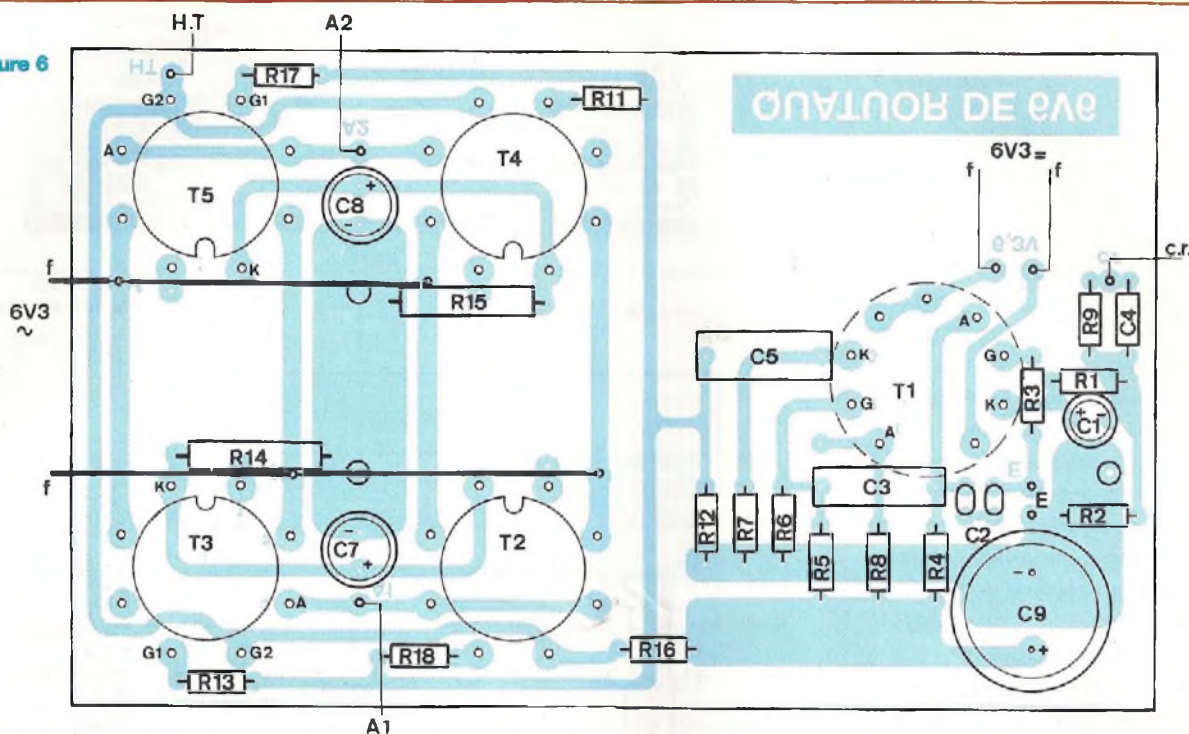 ure 6
H.T
A2
HT
R17
R11
QUATUOR DE 6V6
G2
G1
A
A2
T5
T4
C8
+
-
6V3 =
f
f
6,3V
c.r.
K
f
R15
6V3
~
R9
C4
C5
K
A
G
T1
R3
R1
G
K
+
-
C1
A
R14
f
K
C3
E
E
C2
R2
T3
T2
C7
-
+
R12
R7
R6
R5
R8
R4
A
A1
-
C9
+
G1
G2
R18
R16
R13
A1